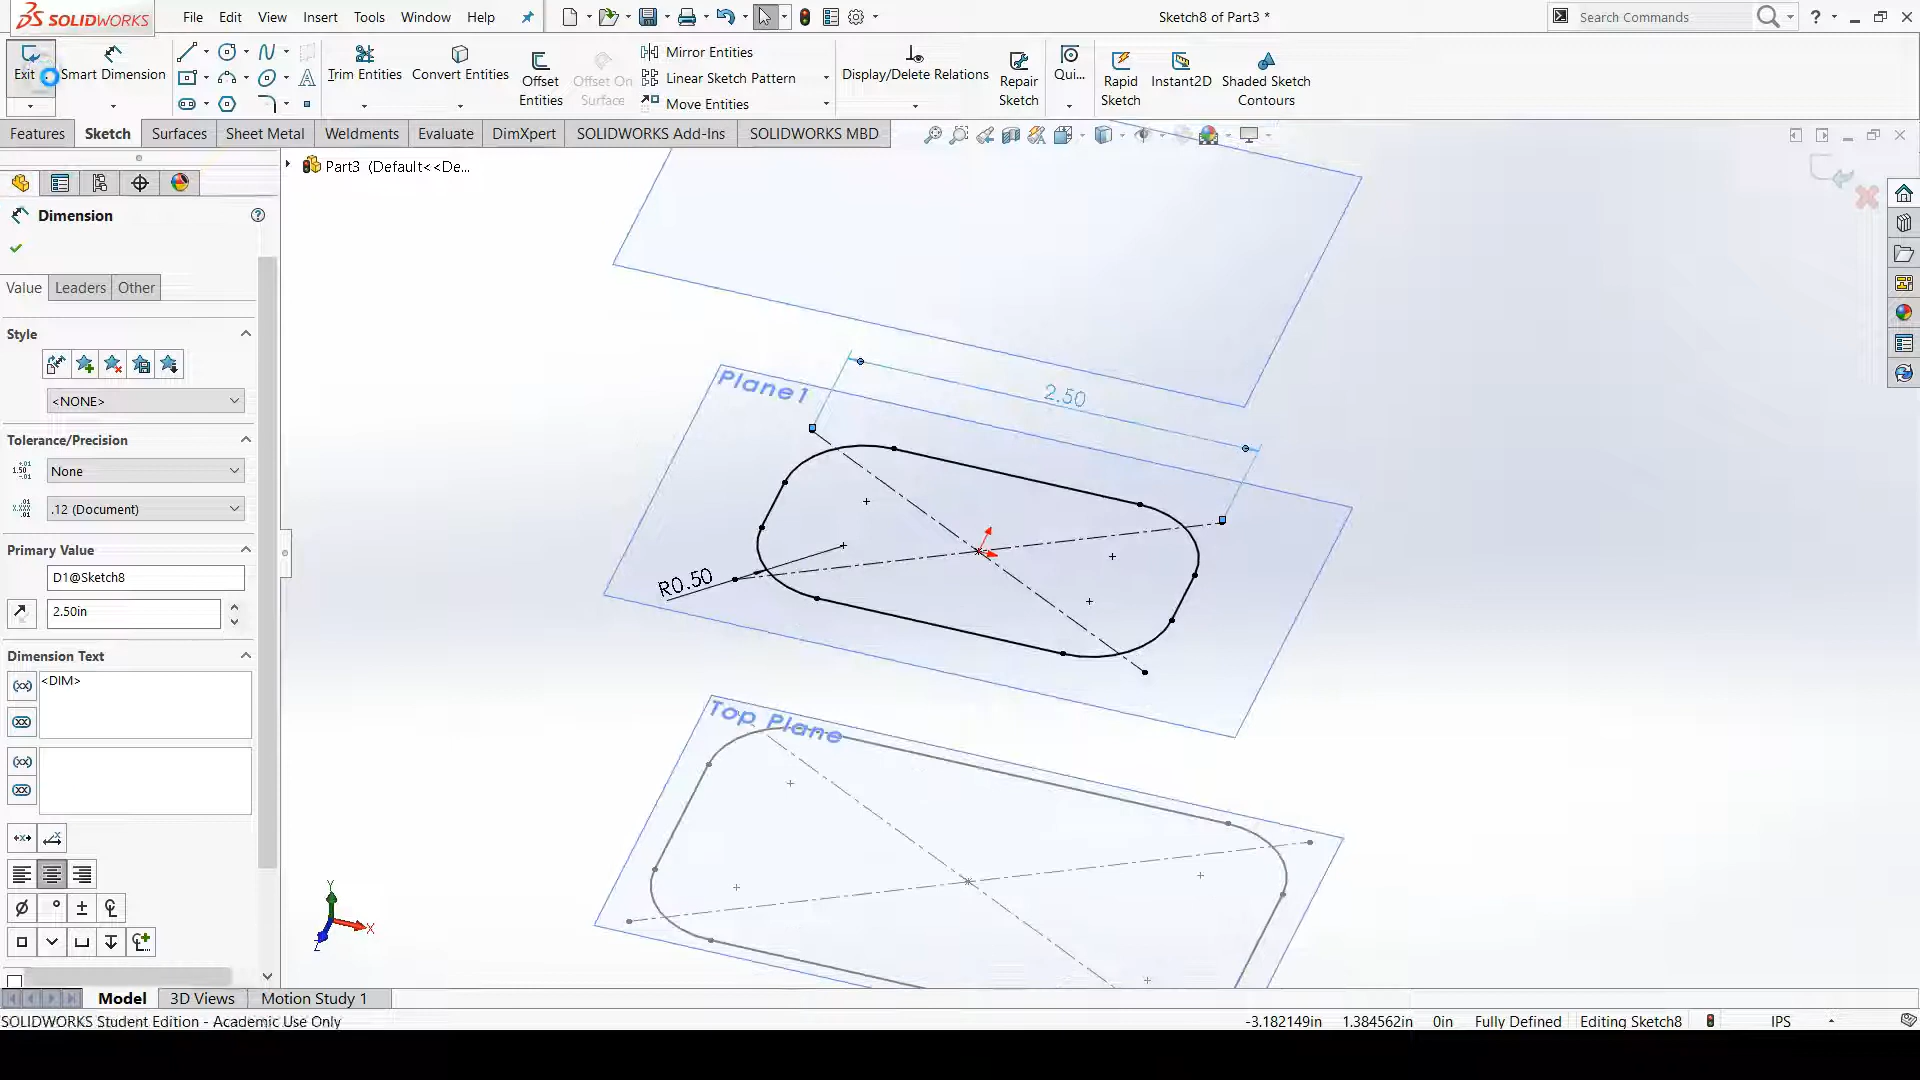 SOLIDWORKS File Edit View Insert Tools Window Help Sketch8 of Part3 * Search Commands
Exit Smart Dimension Trim Entities Convert Entities Offset Entities Offset On Surface Mirror Entities Linear Sketch Pattern Move Entities Display/Delete Relations Repair Sketch Qui... Rapid Sketch Instant2D Shaded Sketch Contours
Features Sketch Surfaces Sheet Metal Weldments Evaluate DimXpert SOLIDWORKS Add-Ins SOLIDWORKS MBD
Part3 (Default<<De...
Dimension
Value Leaders Other
Style
<NONE>
Tolerance/Precision
None
.12 (Document)
Primary Value
D1@Sketch8
2.50in
Dimension Text
<DIM>
Plane1
2.50
R0.50
Top Plane
Y
X
Z
Model 3D Views Motion Study 1
SOLIDWORKS Student Edition - Academic Use Only -3.182149in 1.384562in 0in Fully Defined Editing Sketch8 IPS